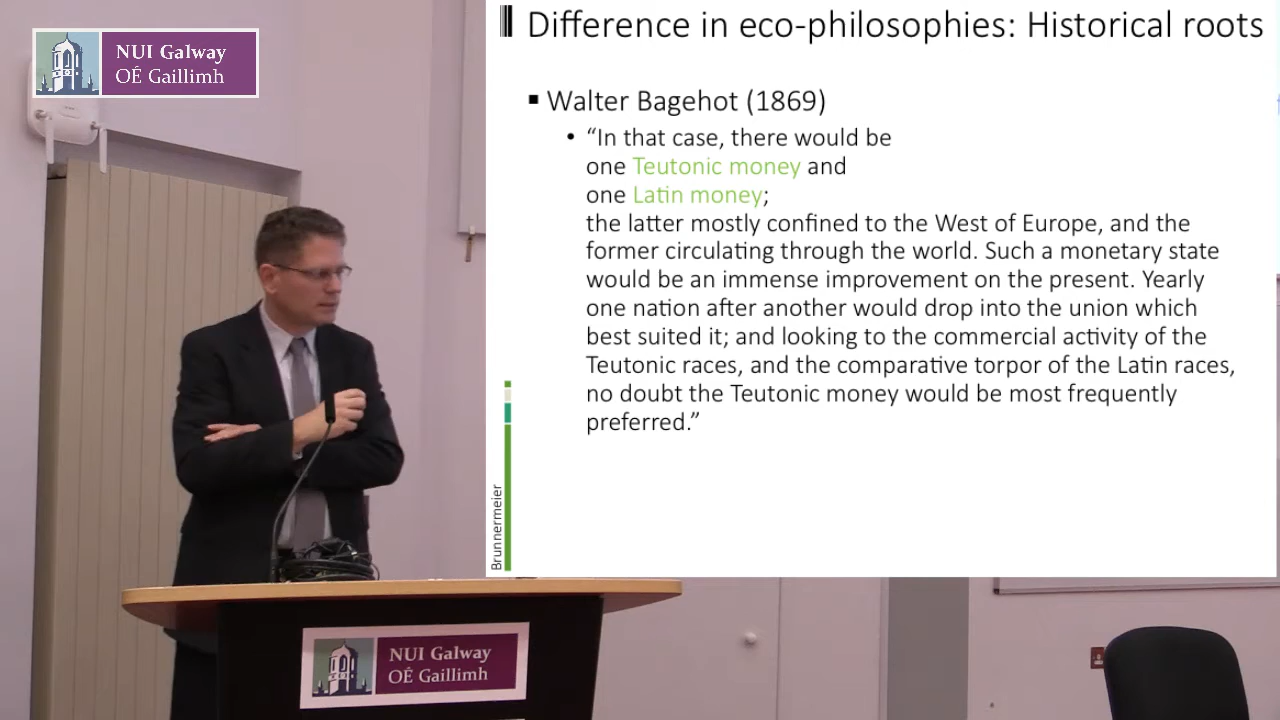 NUI Galway
OÉ Gaillimh
Difference in eco-philosophies: Historical roots
Walter Bagehot (1869)
“In that case, there would be
one Teutonic money and
one Latin money;
the latter mostly confined to the West of Europe, and the
former circulating through the world. Such a monetary state
would be an immense improvement on the present. Yearly
one nation after another would drop into the union which
best suited it; and looking to the commercial activity of the
Teutonic races, and the comparative torpor of the Latin races,
no doubt the Teutonic money would be most frequently
preferred.”
Brunnermeier
NUI Galway
OÉ Gaillimh